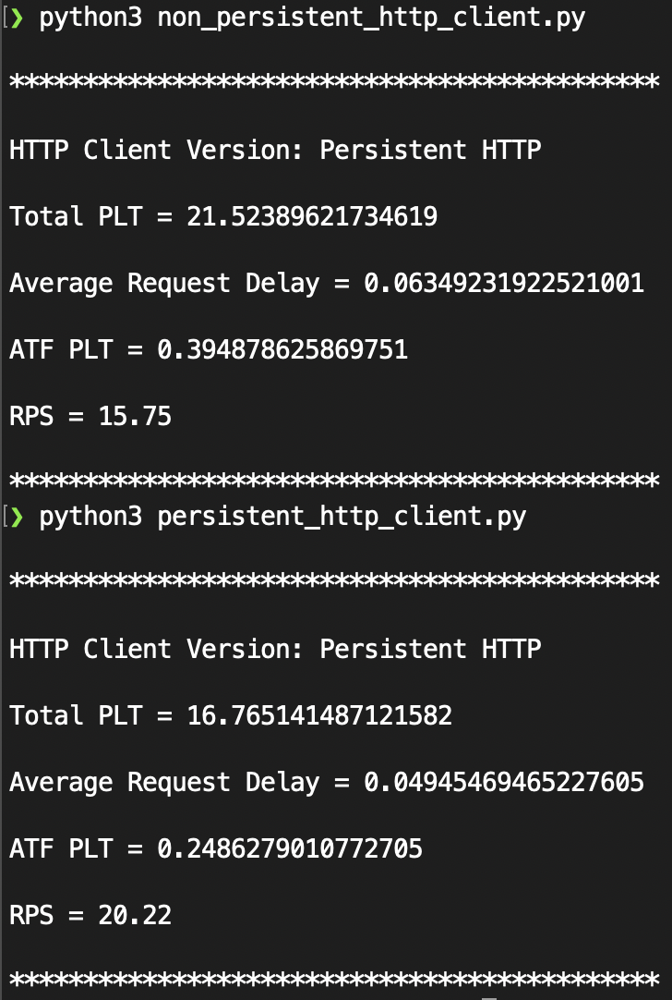 [❯ python3 non_persistent_http_client.py
********************************************
HTTP Client Version: Persistent HTTP
Total PLT = 21.52389621734619
Average Request Delay = 0.06349231922521001
ATF PLT = 0.394878625869751
RPS = 15.75
********************************************
[❯ python3 persistent_http_client.py
********************************************
HTTP Client Version: Persistent HTTP
Total PLT = 16.765141487121582
Average Request Delay = 0.04945469465227605
ATF PLT = 0.2486279010772705
RPS = 20.22
********************************************